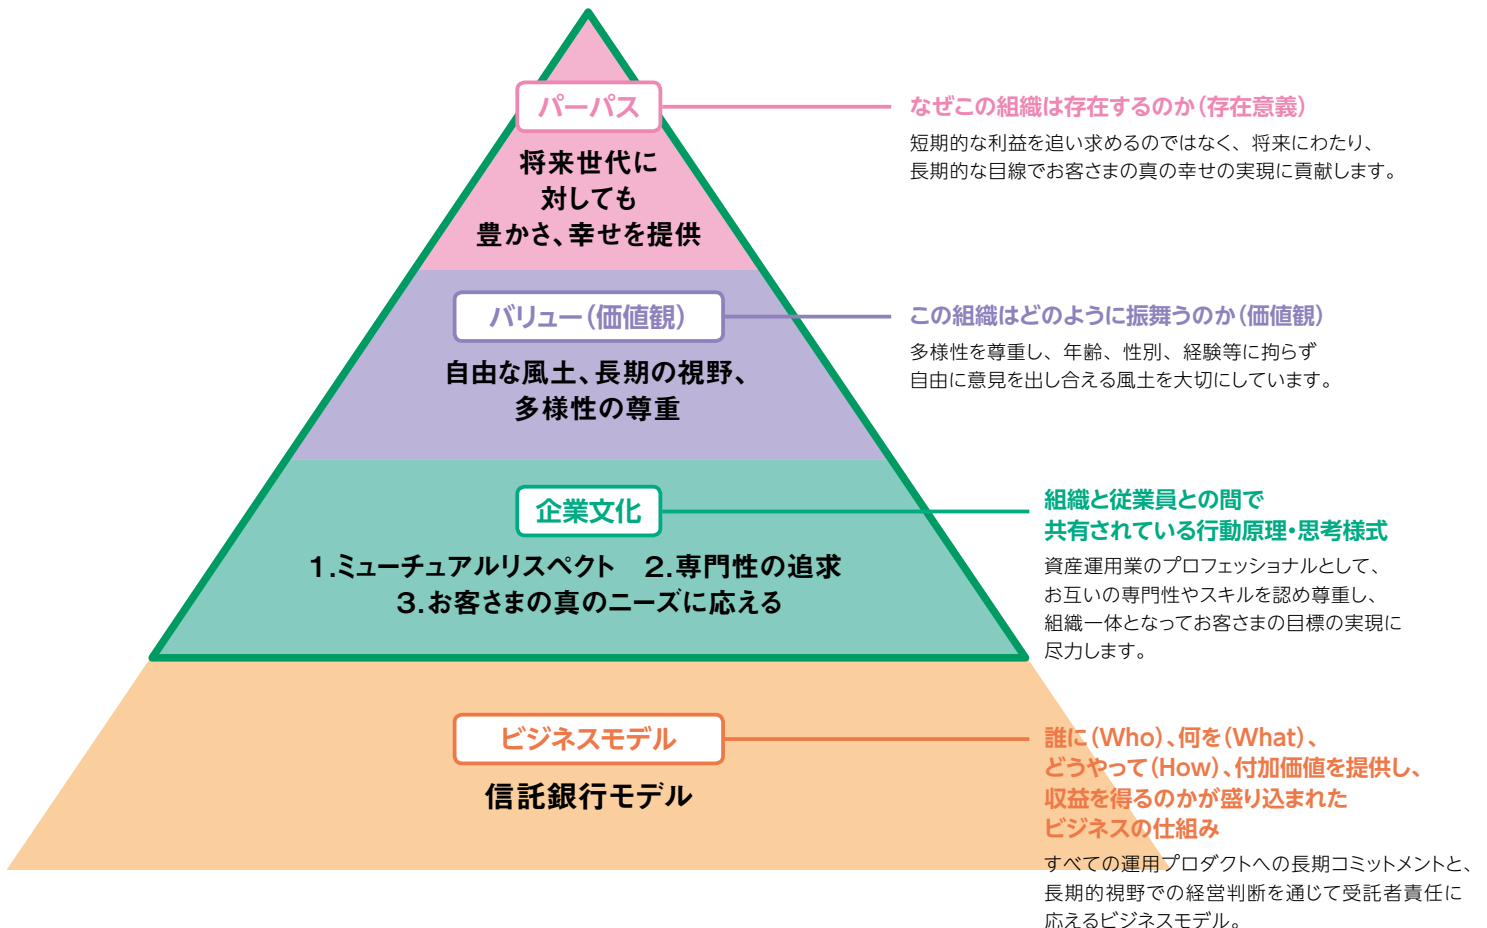 パーパス
将来世代に
対しても
豊かさ、幸せを提供
なぜこの組織は存在するのか（存在意義）
短期的な利益を追い求めるのではなく、将来にわたり、
長期的な目線でお客さまの真の幸せの実現に貢献します。
バリュー（価値観）
自由な風土、長期の視野、
多様性の尊重
この組織はどのように振舞うのか（価値観）
多様性を尊重し、年齢、性別、経験等に拘らず
自由に意見を出し合える風土を大切にしています。
企業文化
1.ミューチュアルリスペクト　2.専門性の追求
3.お客さまの真のニーズに応える
組織と従業員との間で
共有されている行動原理・思考様式
資産運用業のプロフェッショナルとして、
お互いの専門性やスキルを認め尊重し、
組織一体となってお客さまの目標の実現に
尽力します。
ビジネスモデル
信託銀行モデル
誰に（Who）、何を（What）、
どうやって（How）、付加価値を提供し、
収益を得るのかが盛り込まれた
ビジネスの仕組み
すべての運用プロダクトへの長期コミットメントと、
長期的視野での経営判断を通じて受託者責任に
応えるビジネスモデル。